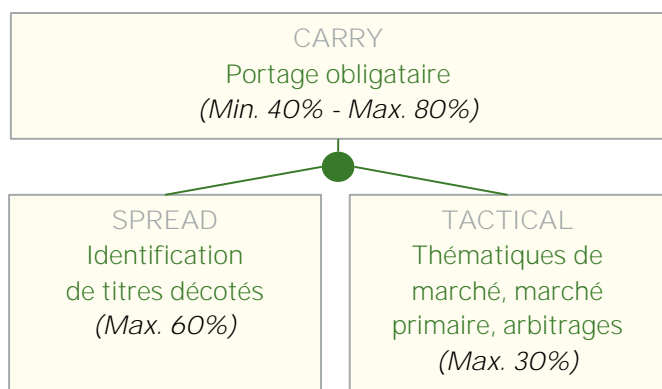 CARRY
Portage obligataire
(Min. 40% - Max. 80%)
SPREAD
Identification
de titres décotés
(Max. 60%)
TACTICAL
Thématiques de
marché, marché
primaire, arbitrages
(Max. 30%)